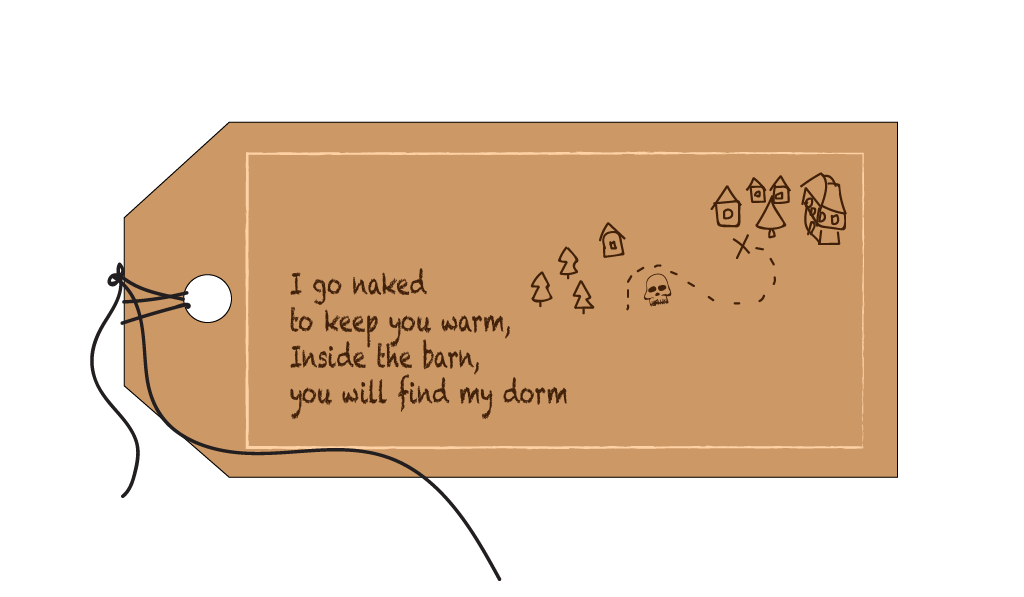 I go naked
to keep you warm,
Inside the barn,
you will find my dorm